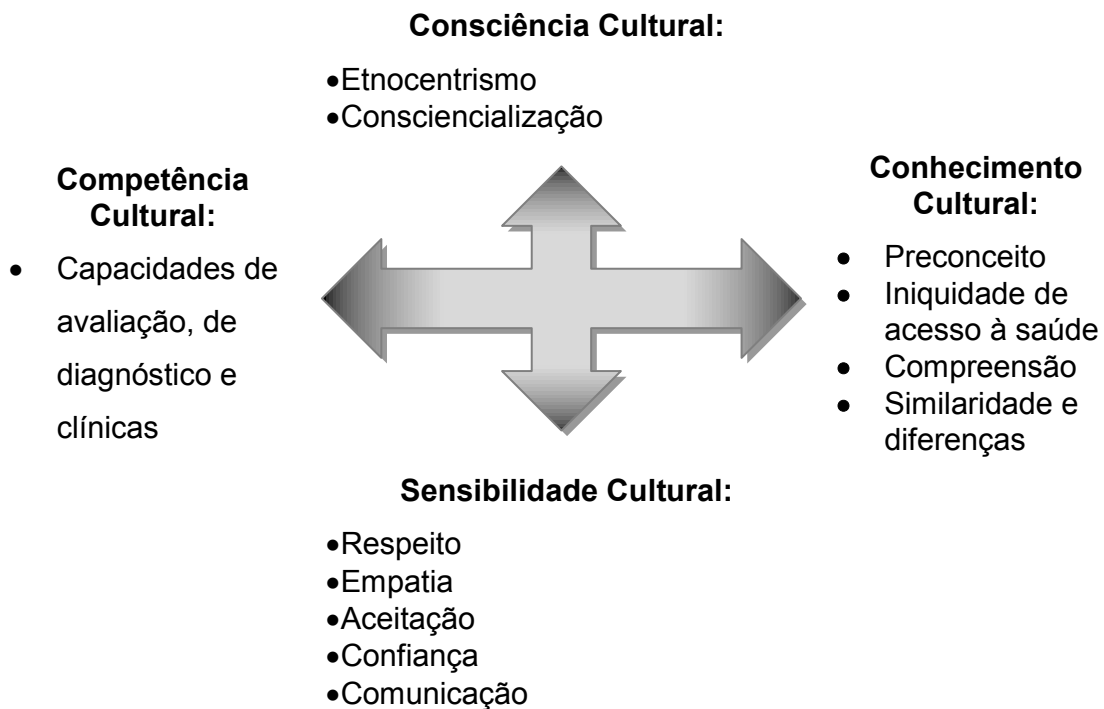 Consciência Cultural:
•Etnocentrismo
•Consciencialização
Competência
Cultural:
• Capacidades de
avaliação, de
diagnóstico e
clínicas
Conhecimento
Cultural:
• Preconceito
• Iniquidade de
acesso à saúde
• Compreensão
• Similaridade e
diferenças
Sensibilidade Cultural:
•Respeito
•Empatia
•Aceitação
•Confiança
•Comunicação